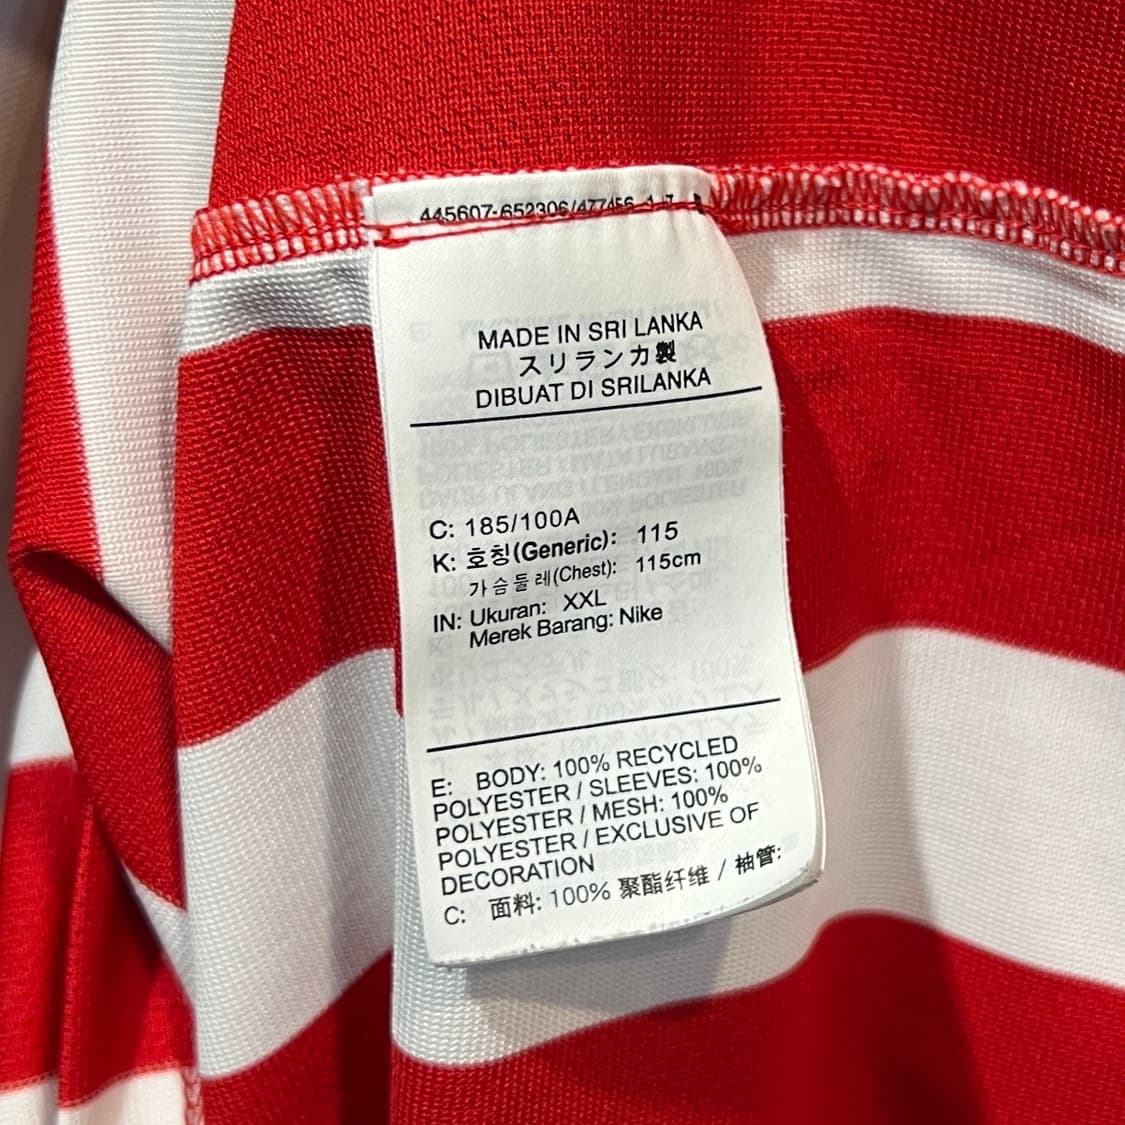 445607-652306/477456
MADE IN SRI LANKA
スリランカ製
DIBUAT DI SRILANKA
C: 185/100A
K: 호칭(Generic): 115
가슴둘레(Chest): 115cm
IN: Ukuran: XXL
Merek Barang: Nike
E: BODY: 100% RECYCLED
POLYESTER / SLEEVES: 100%
POLYESTER / MESH: 100%
POLYESTER / EXCLUSIVE OF
DECORATION
C: 面料: 100% 聚酯纤维 / 袖管: